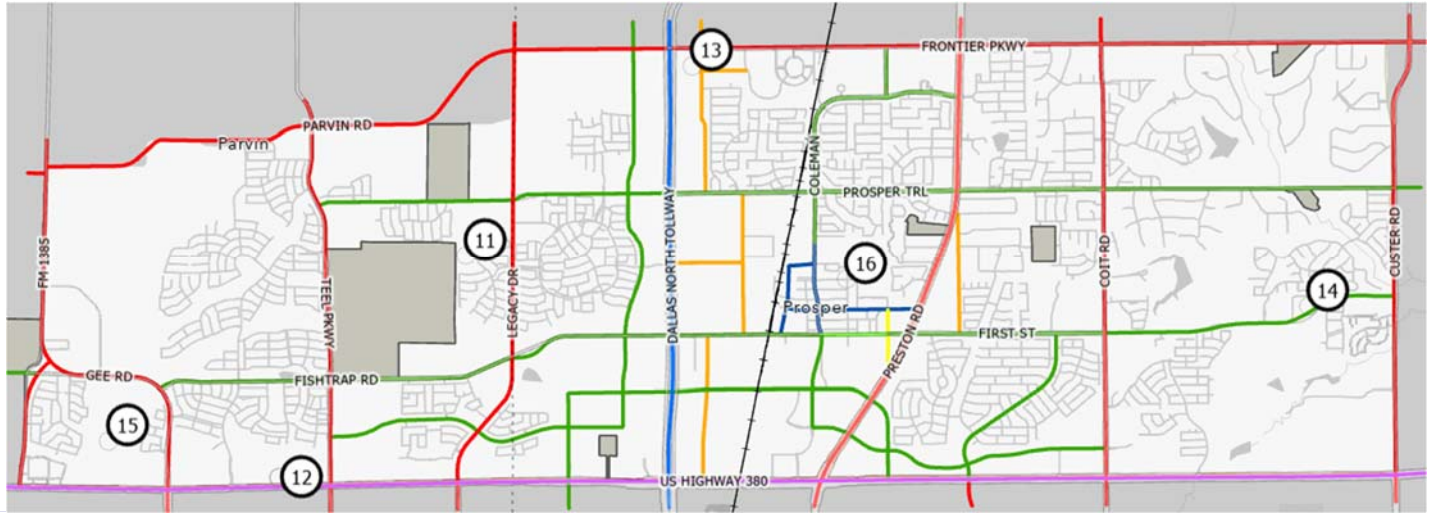 13
FRONTIER PKWY
PARVIN RD
Parvin
COLEMAN
PROSPER TRL
DALLAS NORTH TOLLWAY
11
16
14
FM 1385
TEEL PKWY
LEGACY DR
COIT RD
CUSTER RD
Prosper
PRESTON RD
FIRST ST
GEE RD
FISHTRAP RD
15
12
US HIGHWAY 380